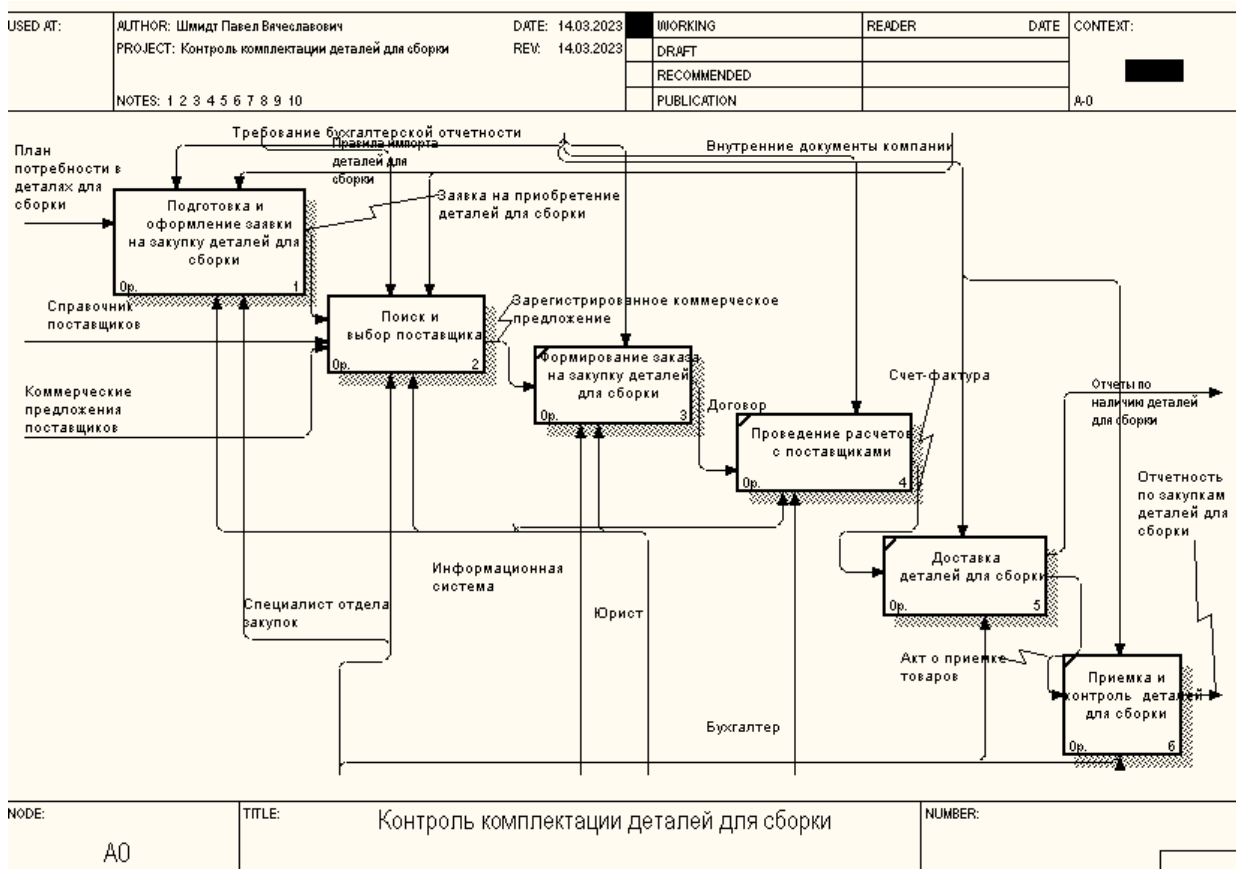 USED AT:
AUTHOR: Шмидт Павел Вячеславович
DATE: 14.03.2023
PROJECT: Контроль комплектации деталей для сборки
REV: 14.03.2023
NOTES: 1 2 3 4 5 6 7 8 9 10
WORKING
DRAFT
RECOMMENDED
PUBLICATION
READER
DATE
CONTEXT:
A-0
Требование бухгалтерской отчетности
Правила импорта
деталей для
сборки
Внутренние документы компании
План
потребности в
деталях для
сборки
Подготовка и
оформление заявки
на закупку деталей для
сборки
0р.
1
Заявка на приобретение
деталей для сборки
Справочник
поставщиков
Поиск и
выбор поставщика
0р.
2
Зарегистрированное коммерческое
предложение
Коммерческие
предложения
поставщиков
Формирование заказа
на закупку деталей
для сборки
0р.
3
Договор
Счет-фактура
Проведение расчетов
с поставщиками
0р.
4
Отчеты по
наличию деталей
для сборки
Отчетность
по закупкам
деталей для
сборки
Доставка
деталей для сборки
0р.
5
Информационная
система
Специалист отдела
закупок
Юрист
Акт о приемке
товаров
Приемка и
контроль деталей
для сборки
0р.
6
Бухгалтер
NODE:
A0
TITLE:
Контроль комплектации деталей для сборки
NUMBER: